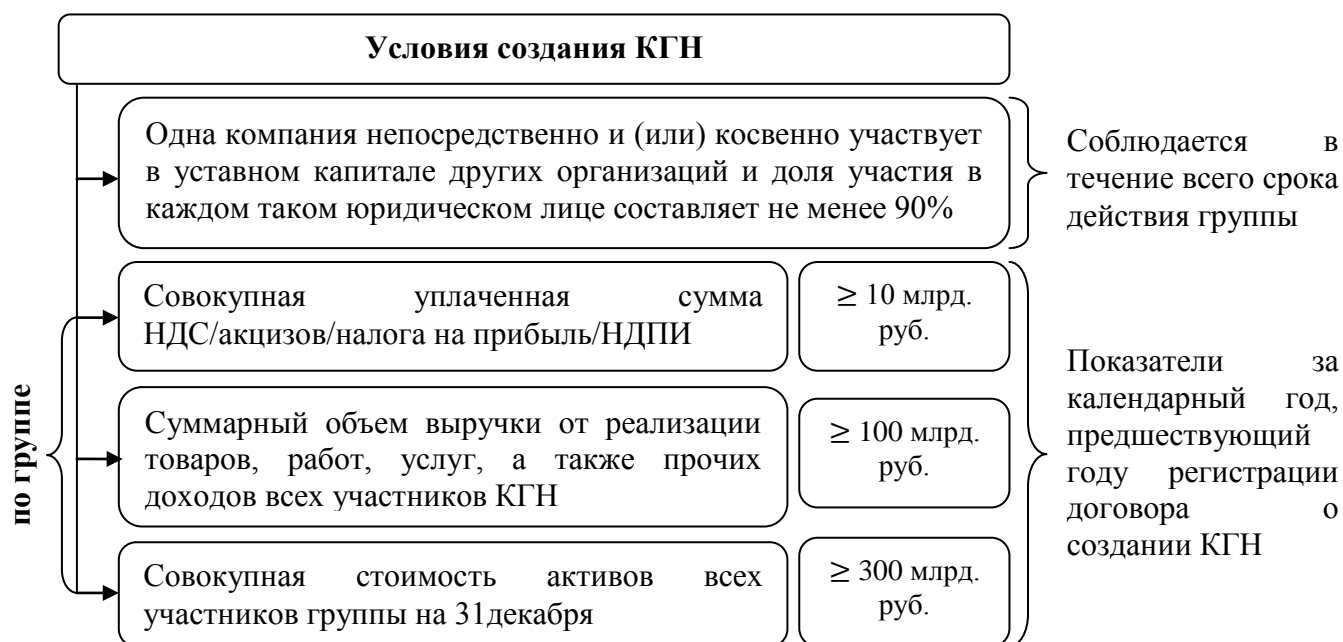 Условия создания КГН
Одна компания непосредственно и (или) косвенно участвует
в уставном капитале других организаций и доля участия в
каждом таком юридическом лице составляет не менее 90%
Соблюдается в
течение всего срока
действия группы
по группе
Совокупная уплаченная сумма
НДС/акцизов/налога на прибыль/НДПИ
≥ 10 млрд.
руб.
Суммарный объем выручки от реализации
товаров, работ, услуг, а также прочих
доходов всех участников КГН
≥ 100 млрд.
руб.
Совокупная стоимость активов всех
участников группы на 31декабря
≥ 300 млрд.
руб.
Показатели за
календарный год,
предшествующий
году регистрации
договора о
создании КГН